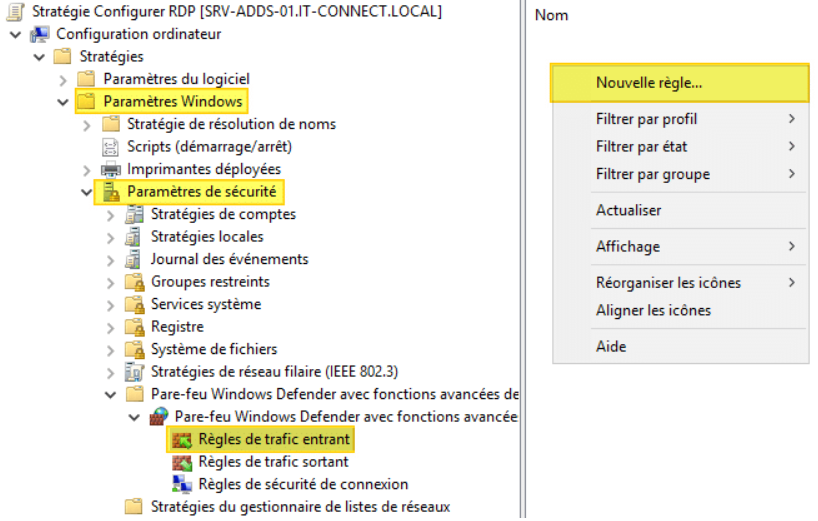 Stratégie Configurer RDP [SRV-ADDS-01.IT-CONNECT.LOCAL]
Configuration ordinateur
Stratégies
Paramètres du logiciel
Paramètres Windows
Stratégie de résolution de noms
Scripts (démarrage/arrêt)
Imprimantes déployées
Paramètres de sécurité
Stratégies de comptes
Stratégies locales
Journal des événements
Groupes restreints
Services système
Registre
Système de fichiers
Stratégies de réseau filaire (IEEE 802.3)
Pare-feu Windows Defender avec fonctions avancées de
Pare-feu Windows Defender avec fonctions avancée
Règles de trafic entrant
Règles de trafic sortant
Règles de sécurité de connexion
Stratégies du gestionnaire de listes de réseaux
Nom
Nouvelle règle...
Filtrer par profil
Filtrer par état
Filtrer par groupe
Actualiser
Affichage
Réorganiser les icônes
Aligner les icônes
Aide